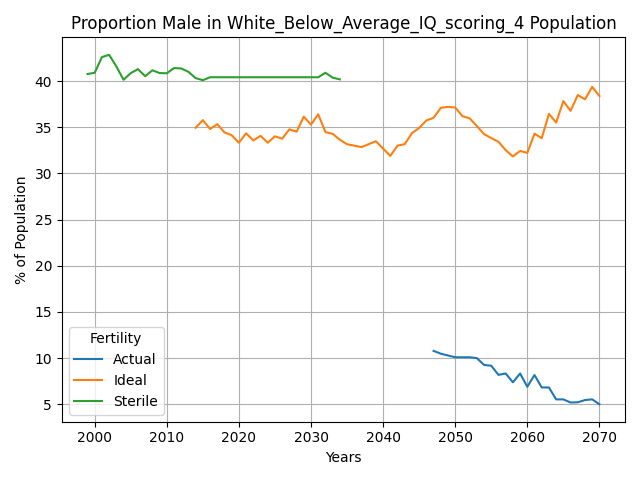 Proportion Male in White_Below_Average_IQ_scoring_4 Population
% of Population
40
35
30
25
20
15
10
5
Fertility
Actual
Ideal
Sterile
2000 2010 2020 2030 2040 2050 2060 2070
Years